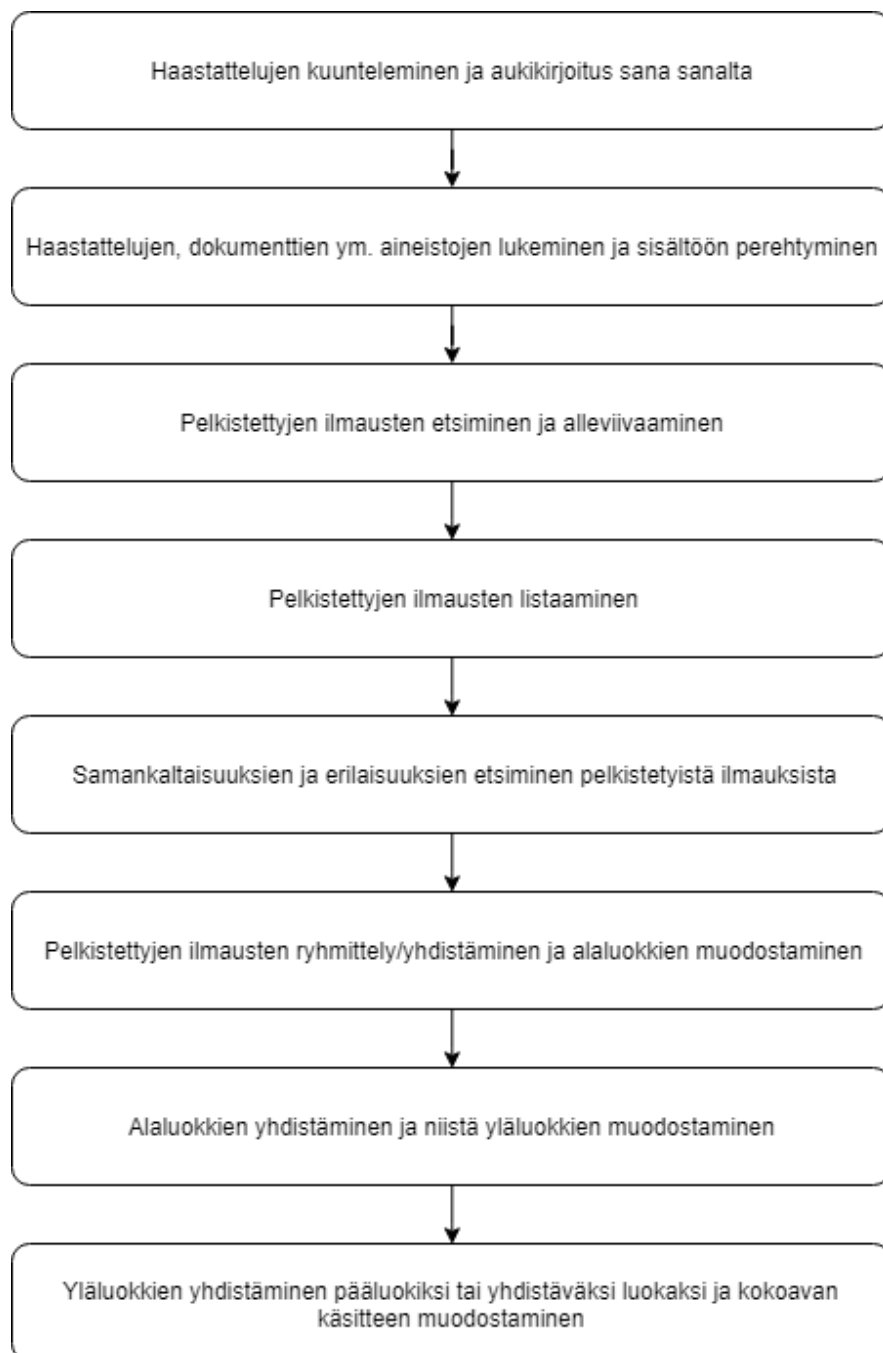 Haastattelujen kuunteleminen ja aukikirjoitus sana sanalta
Haastattelujen, dokumenttien ym. aineistojen lukeminen ja sisältöön perehtyminen
Pelkistettyjen ilmausten etsiminen ja alleviivaaminen
Pelkistettyjen ilmausten listaaminen
Samankaltaisuuksien ja erilaisuuksien etsiminen pelkistetyistä ilmauksista
Pelkistettyjen ilmausten ryhmittely/yhdistäminen ja alaluokkien muodostaminen
Alaluokkien yhdistäminen ja niistä yläluokkien muodostaminen
Yläluokkien yhdistäminen pääluokiksi tai yhdistäväksi luokaksi ja kokoavan
käsitteen muodostaminen